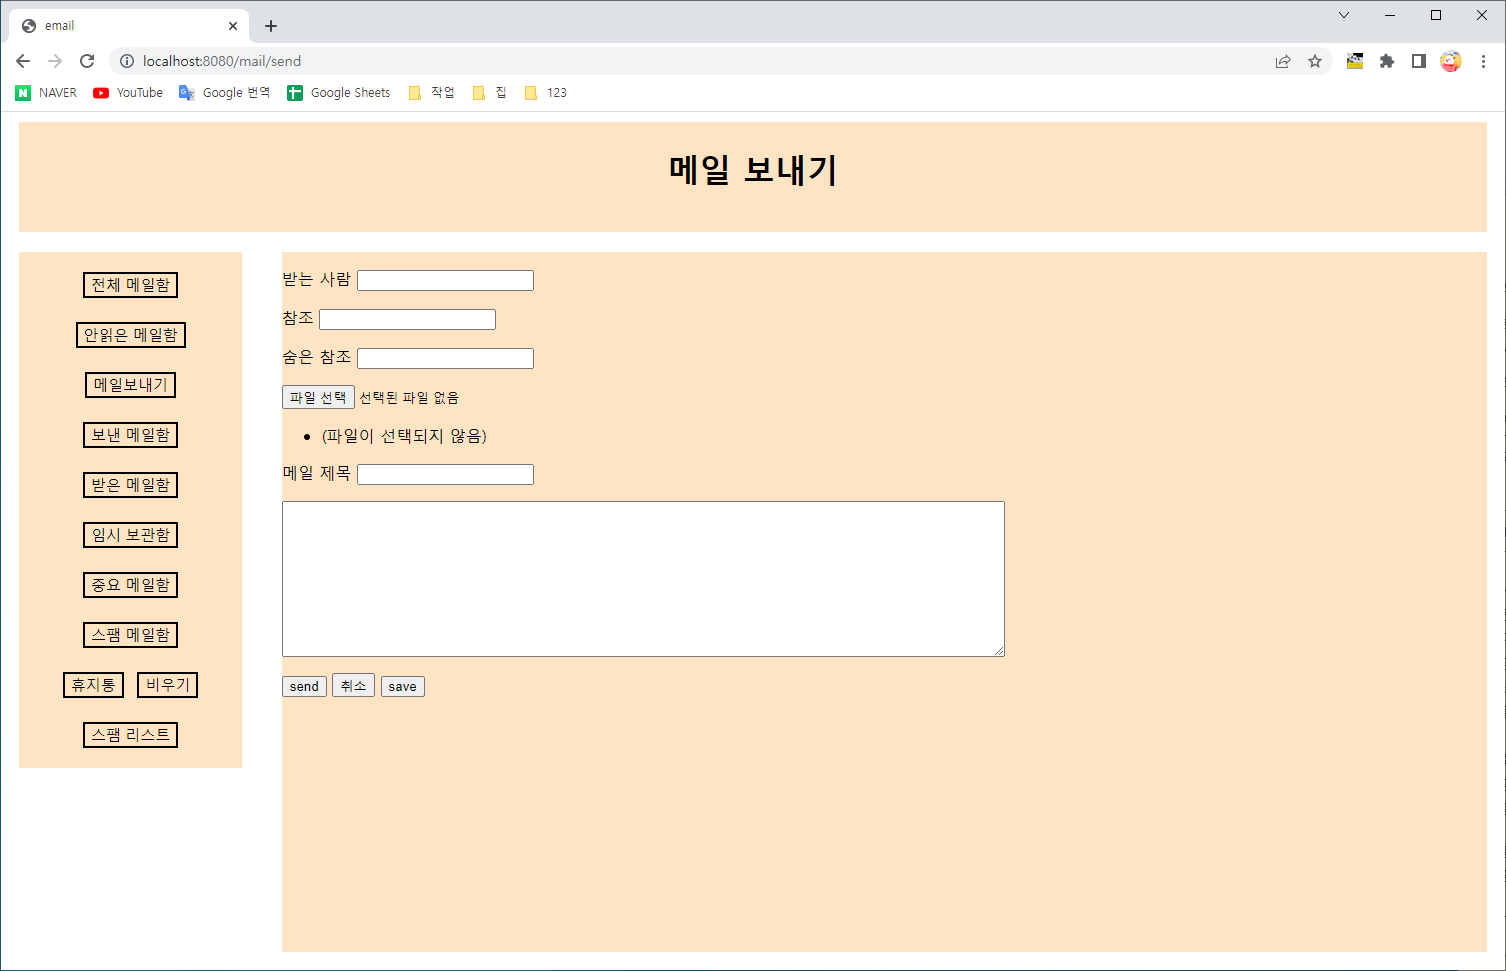 email
localhost:8080/mail/send
NAVER YouTube Google 번역 Google Sheets 작업 집 123
메일 보내기
전체 메일함
안읽은 메일함
메일보내기
보낸 메일함
받은 메일함
임시 보관함
중요 메일함
스팸 메일함
휴지통 비우기
스팸 리스트
받는 사람
참조
숨은 참조
파일 선택 선택된 파일 없음
(파일이 선택되지 않음)
메일 제목
send 취소 save